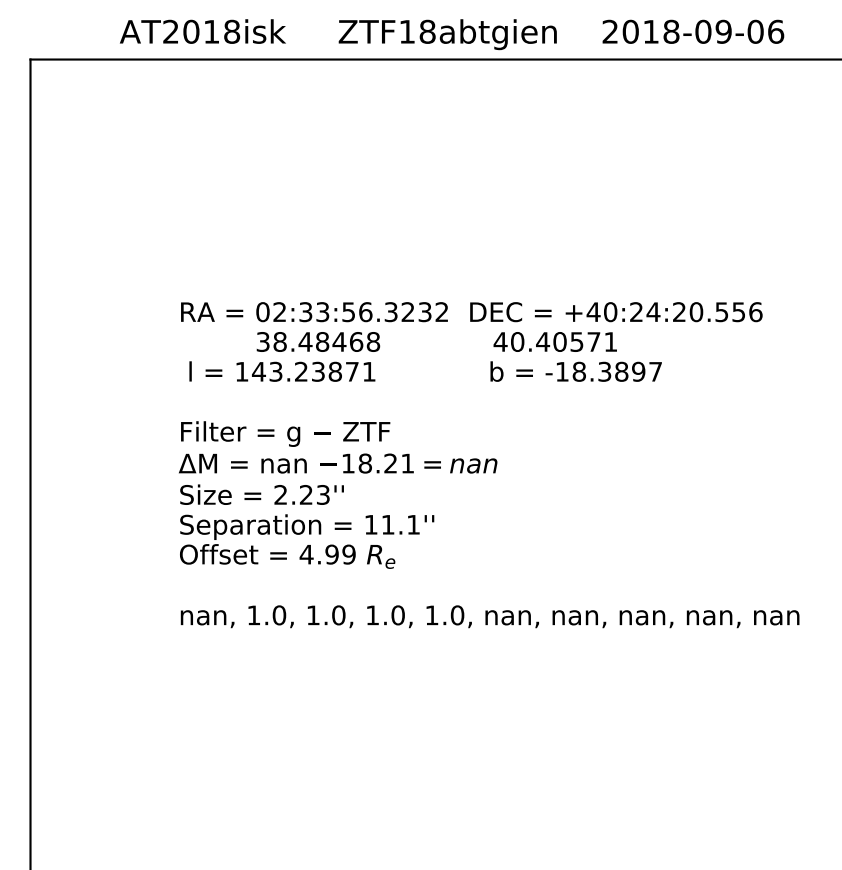 AT2018isk ZTF18abtgien 2018-09-06
RA = 02:33:56.3232 DEC = +40:24:20.556
38.48468 40.40571
l = 143.23871 b = -18.3897
Filter = g − ZTF
ΔM = nan −18.21 = nan
Size = 2.23''
Separation = 11.1''
Offset = 4.99 Rₑ
nan, 1.0, 1.0, 1.0, 1.0, nan, nan, nan, nan, nan